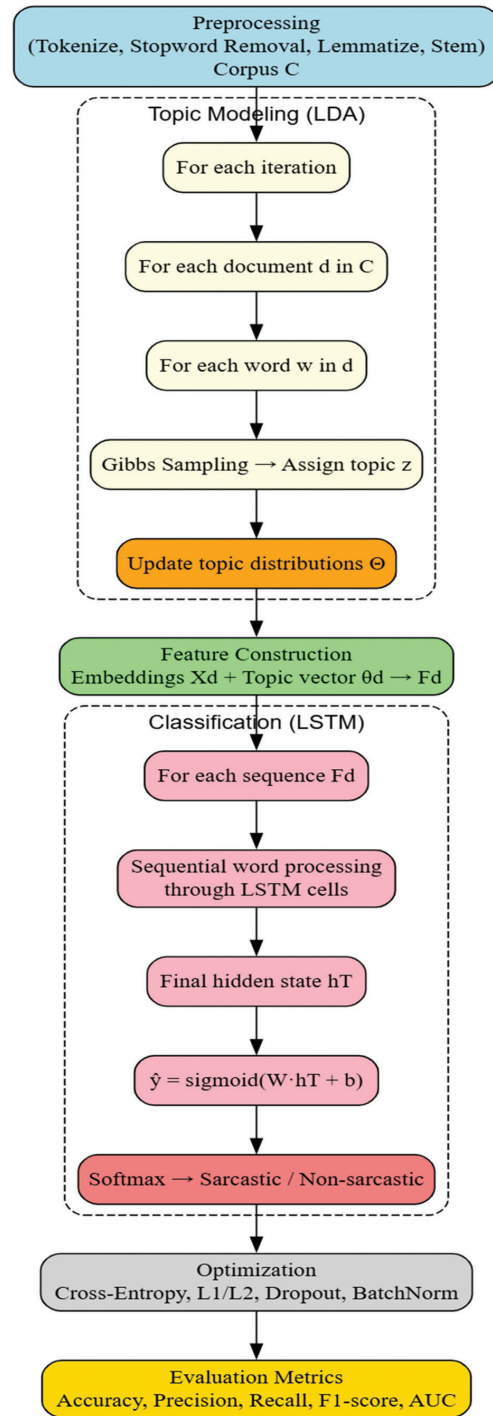 Preprocessing
(Tokenize, Stopword Removal, Lemmatize, Stem)
Corpus C
Topic Modeling (LDA)
For each iteration
For each document d in C
For each word w in d
Gibbs Sampling → Assign topic z
Update topic distributions Θ
Feature Construction
Embeddings Xd + Topic vector θd → Fd
Classification (LSTM)
For each sequence Fd
Sequential word processing
through LSTM cells
Final hidden state hT
ŷ = sigmoid(W·hT + b)
Softmax → Sarcastic / Non-sarcastic
Optimization
Cross-Entropy, L1/L2, Dropout, BatchNorm
Evaluation Metrics
Accuracy, Precision, Recall, F1-score, AUC